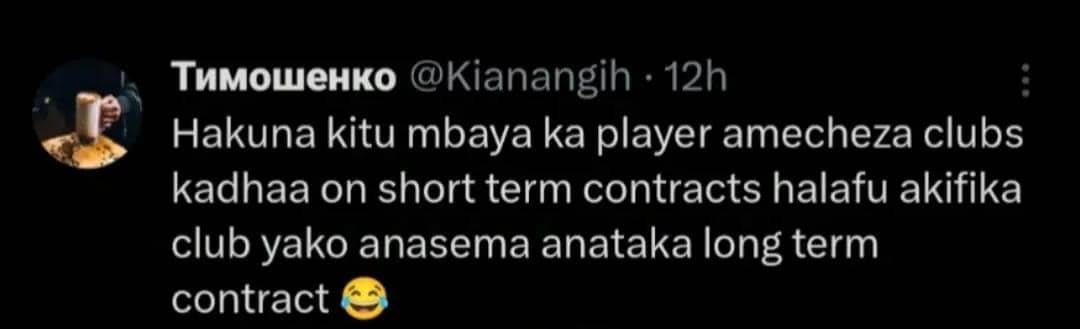 Тимошенко @Kianangih · 12h
Hakuna kitu mbaya ka player amecheza clubs
kadhaa on short term contracts halafu akifika
club yako anasema anataka long term
contract 😂